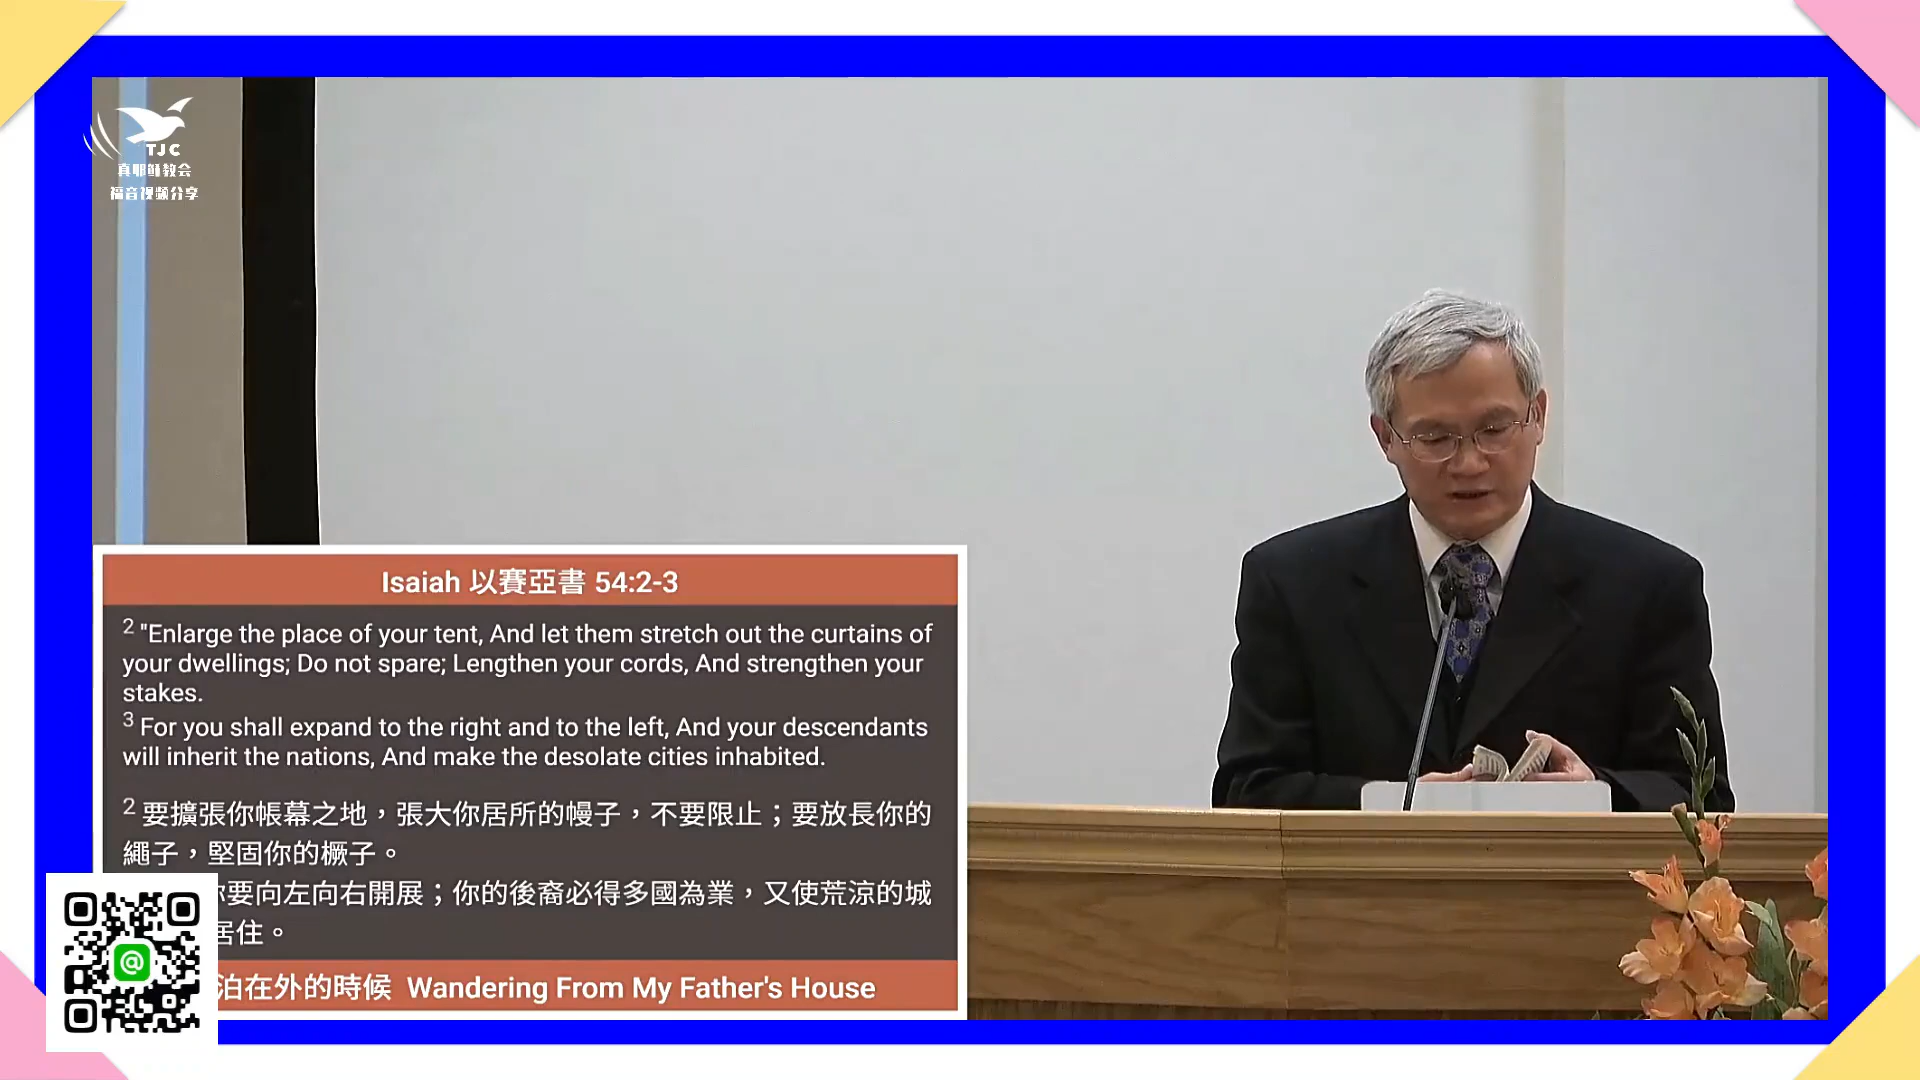 TJC
真耶稣教会
福音视频分享
Isaiah 以賽亞書 54:2-3
2 "Enlarge the place of your tent, And let them stretch out the curtains of
your dwellings; Do not spare; Lengthen your cords, And strengthen your
stakes.
3 For you shall expand to the right and to the left, And your descendants
will inherit the nations, And make the desolate cities inhabited.
2 要擴張你帳幕之地，張大你居所的幔子，不要限止；要放長你的
繩子，堅固你的橛子。
你要向左向右開展；你的後裔必得多國為業，又使荒涼的城
居住。
泊在外的時候 Wandering From My Father's House